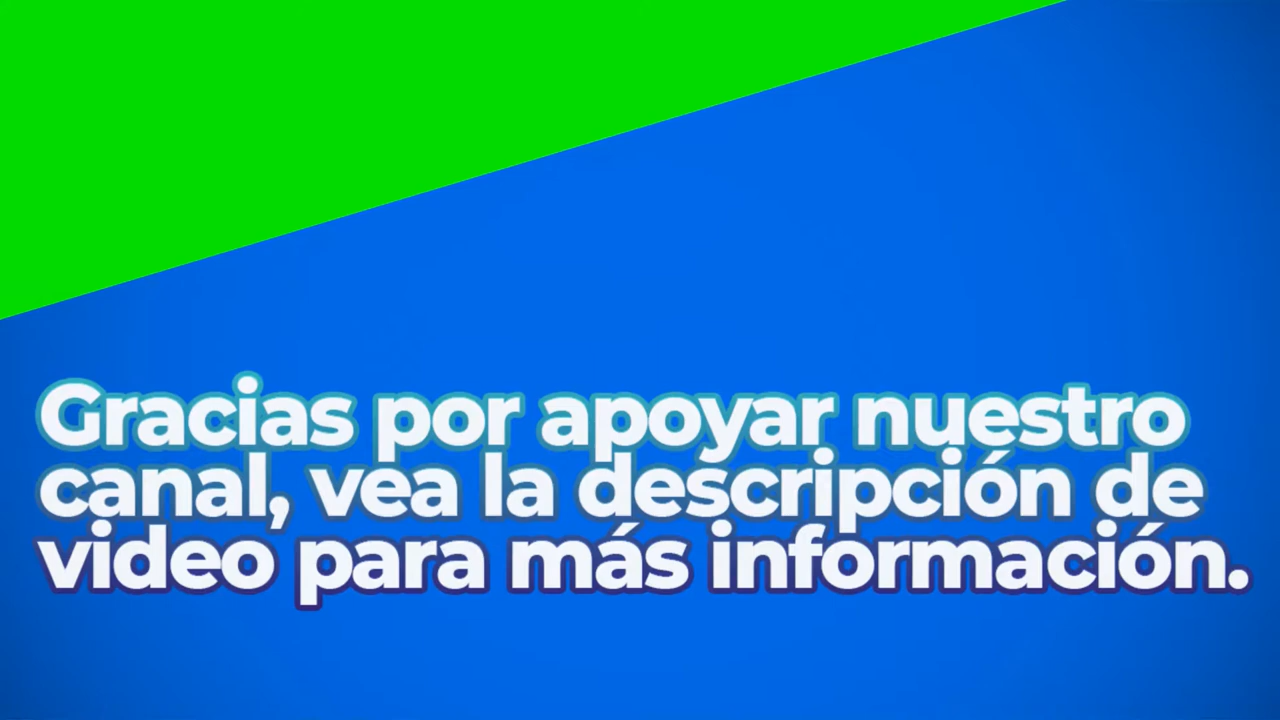 Gracias por apoyar nuestro
canal, vea la descripción de
video para más información.